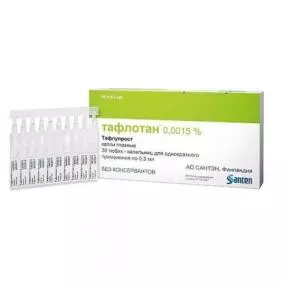 тафлотан® 0,0015 %
Тафлупрост
капли глазные
30 тюбик - капельниц для однократного
применения по 0,3 мл
АО САНТЭН, Финляндия
БЕЗ КОНСЕРВАНТОВ
Santen